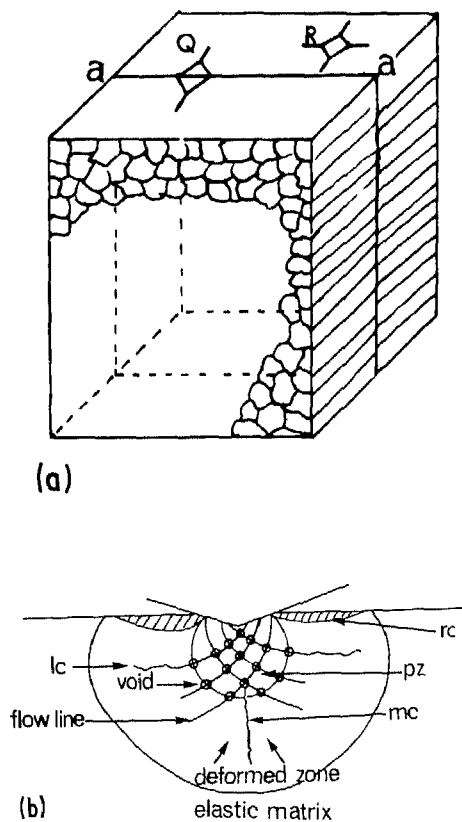 Q
R
a
a
(a)
rc
lc
void
pz
flow line
mc
deformed zone
elastic matrix
(b)